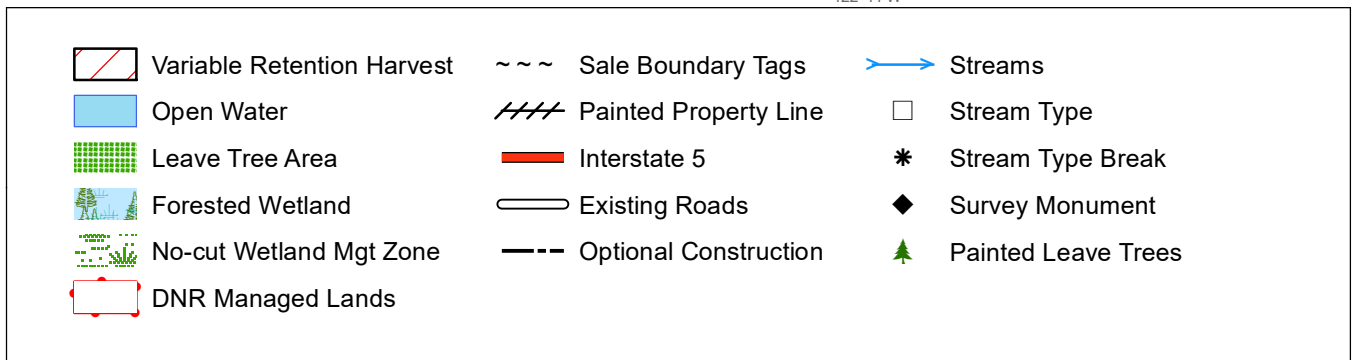 Variable Retention Harvest
Open Water
Leave Tree Area
Forested Wetland
No-cut Wetland Mgt Zone
DNR Managed Lands
Sale Boundary Tags
Painted Property Line
Interstate 5
Existing Roads
Optional Construction
Streams
Stream Type
Stream Type Break
Survey Monument
Painted Leave Trees